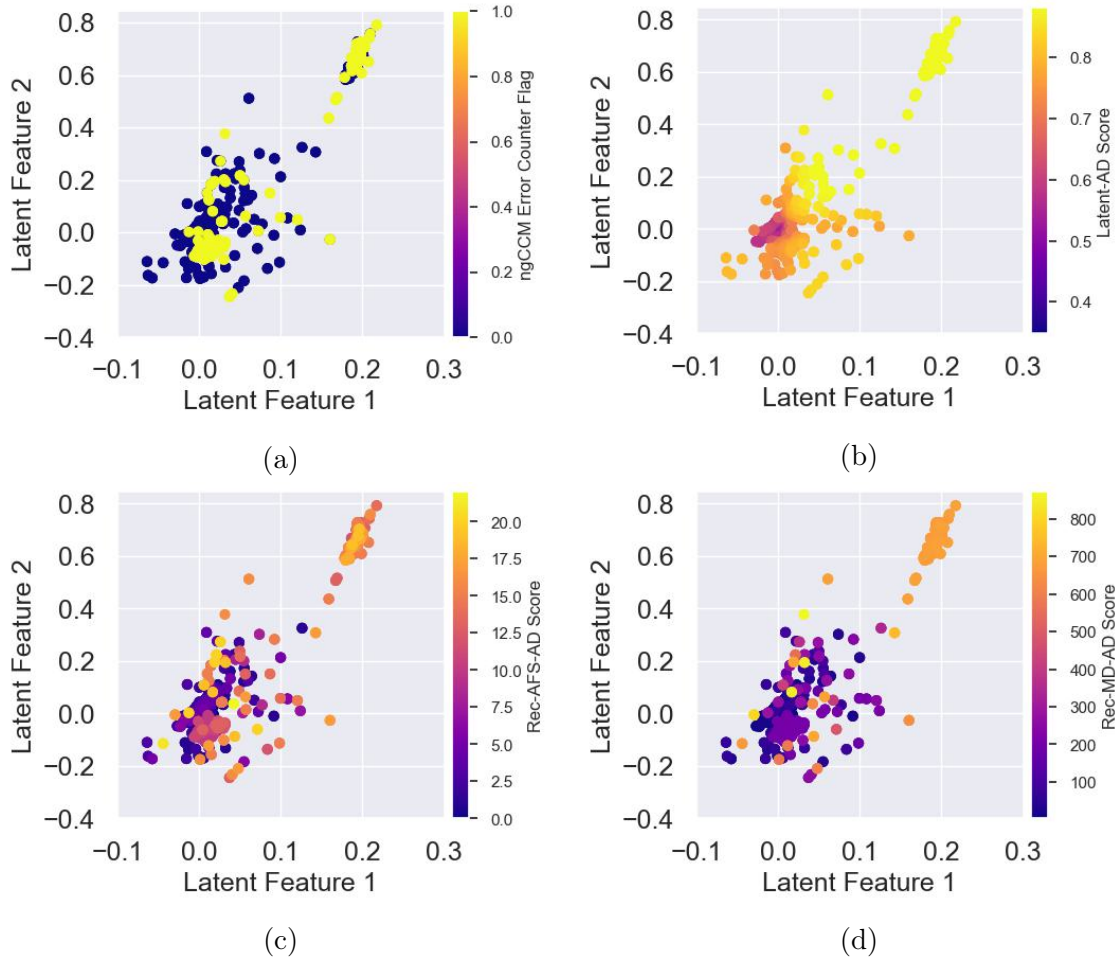 0.8
0.6
0.4
0.2
0.0
−0.2
−0.4
Latent Feature 2
−0.1 0.0 0.1 0.2 0.3
Latent Feature 1
1.0
0.8
0.6
0.4
0.2
0.0
ngCCM Error Counter Flag
(a)
0.8
0.6
0.4
0.2
0.0
−0.2
−0.4
Latent Feature 2
−0.1 0.0 0.1 0.2 0.3
Latent Feature 1
0.8
0.7
0.6
0.5
0.4
Latent-AD Score
(b)
0.8
0.6
0.4
0.2
0.0
−0.2
−0.4
Latent Feature 2
−0.1 0.0 0.1 0.2 0.3
Latent Feature 1
20.0
17.5
15.0
12.5
10.0
7.5
5.0
2.5
0.0
Rec-AFS-AD Score
(c)
0.8
0.6
0.4
0.2
0.0
−0.2
−0.4
Latent Feature 2
−0.1 0.0 0.1 0.2 0.3
Latent Feature 1
800
700
600
500
400
300
200
100
Rec-MD-AD Score
(d)